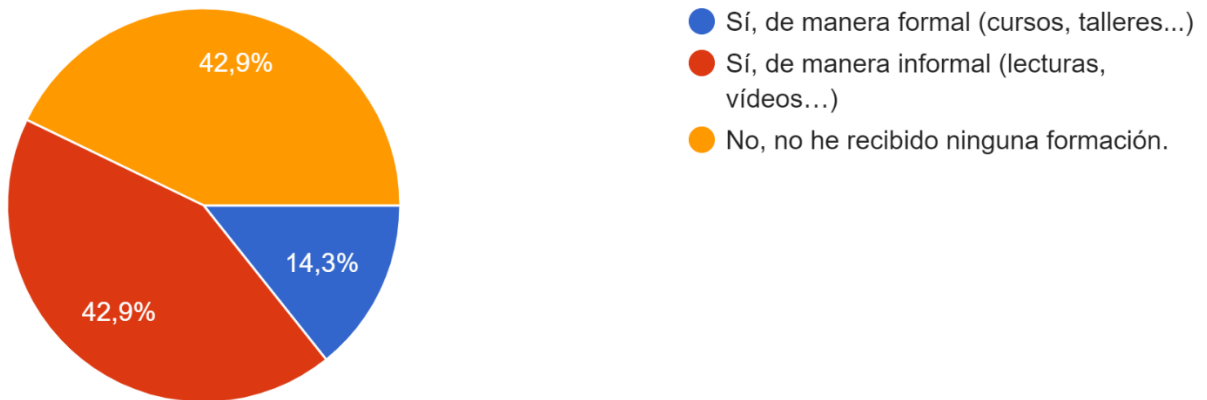 42,9%
42,9%
14,3%
Sí, de manera formal (cursos, talleres...)
Sí, de manera informal (lecturas,
vídeos…)
No, no he recibido ninguna formación.